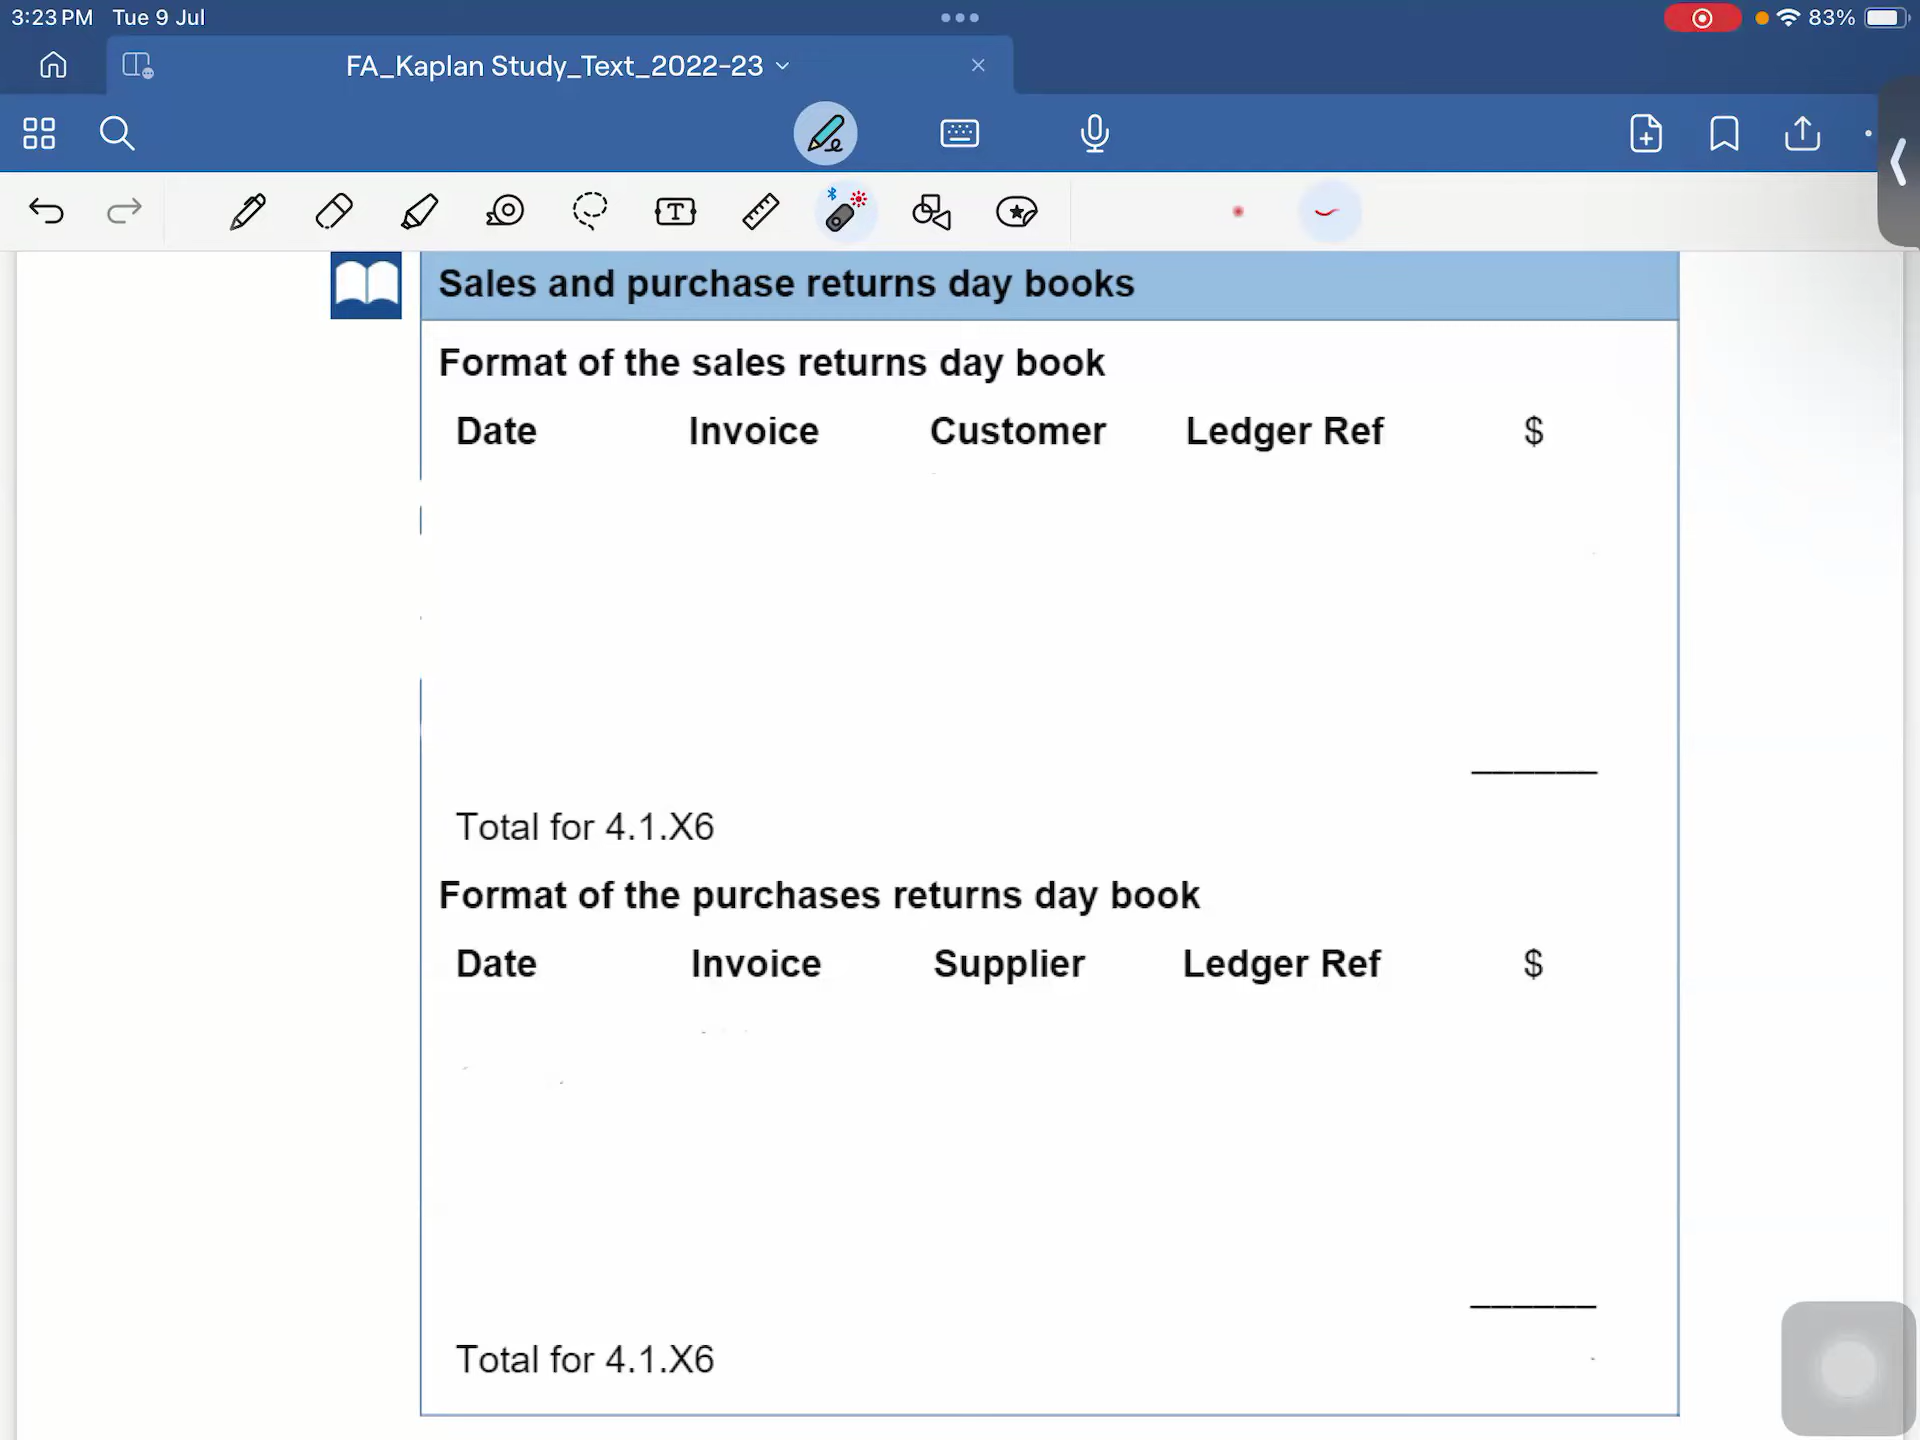 3:23 PM Tue 9 Jul
83%
FA_Kaplan Study_Text_2022-23
Sales and purchase returns day books
Format of the sales returns day book
Date Invoice Customer Ledger Ref $
Total for 4.1.X6
Format of the purchases returns day book
Date Invoice Supplier Ledger Ref $
Total for 4.1.X6